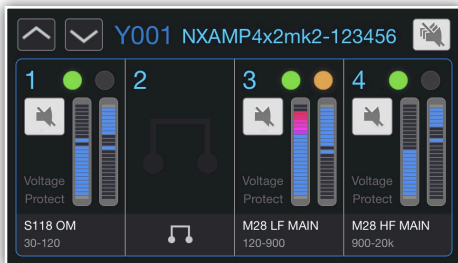 Y001 NXAMP4x2mk2-123456
1
Voltage
Protect
S118 OM
30-120
2
3
Voltage
Protect
M28 LF MAIN
120-900
4
Voltage
Protect
M28 HF MAIN
900-20k